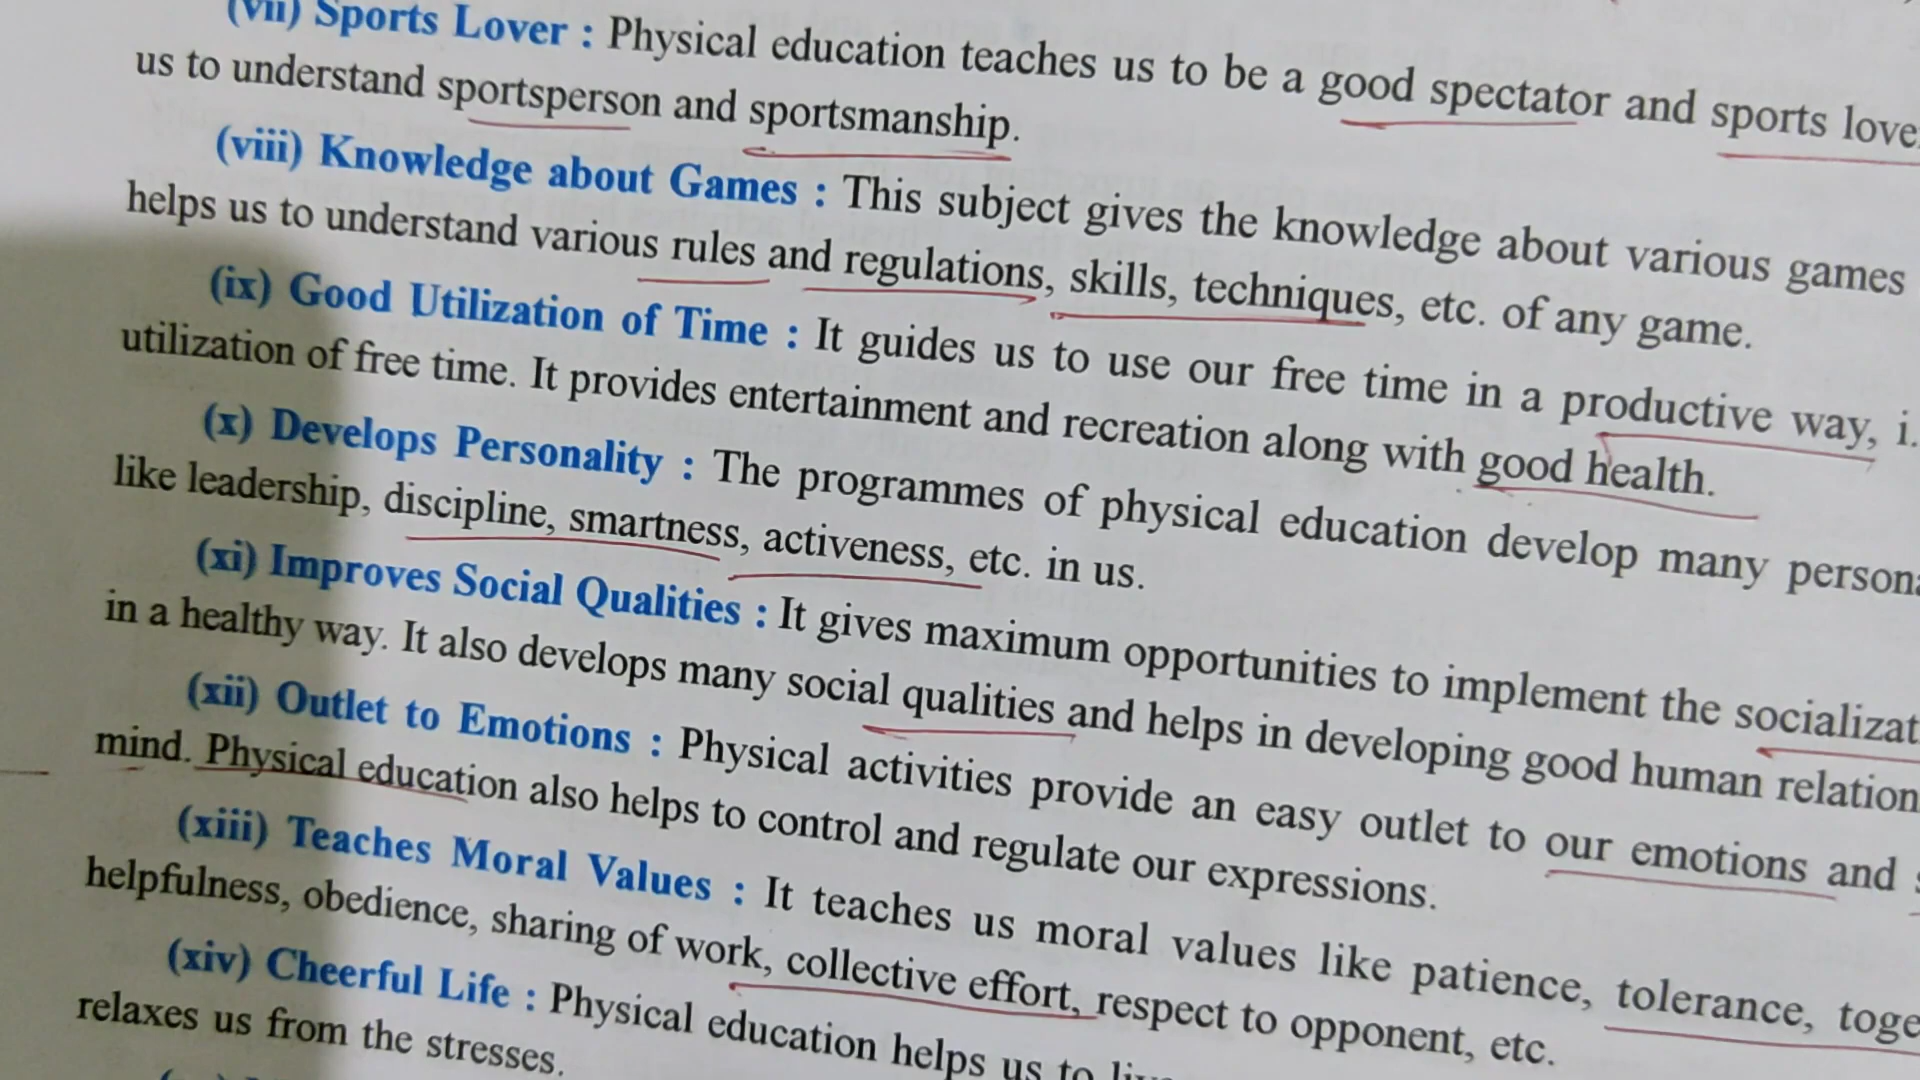 (vii) Sports Lover : Physical education teaches us to be a good spectator and sports
us to understand sportsperson and sportsmanship.
(viii) Knowledge about Games : This subject gives the knowledge about various games
helps us to understand various rules and regulations, skills, techniques, etc. of any game.
(ix) Good Utilization of Time : It guides us to use our free time in a productive way,
utilization of free time. It provides entertainment and recreation along with good health.
(x) Develops Personality : The programmes of physical education develop many
like leadership, discipline, smartness, activeness, etc. in us.
(xi) Improves Social Qualities : It gives maximum opportunities to implement the
in a healthy way. It also develops many social qualities and helps in developing good human
(xii) Outlet to Emotions : Physical activities provide an easy outlet to our emotions and
mind. Physical education also helps to control and regulate our expressions.
(xiii) Teaches Moral Values : It teaches us moral values like patience, tolerance,
helpfulness, obedience, sharing of work, collective effort, respect to opponent, etc.
(xiv) Cheerful Life : Physical education helps us to
relaxes us from the stresses.